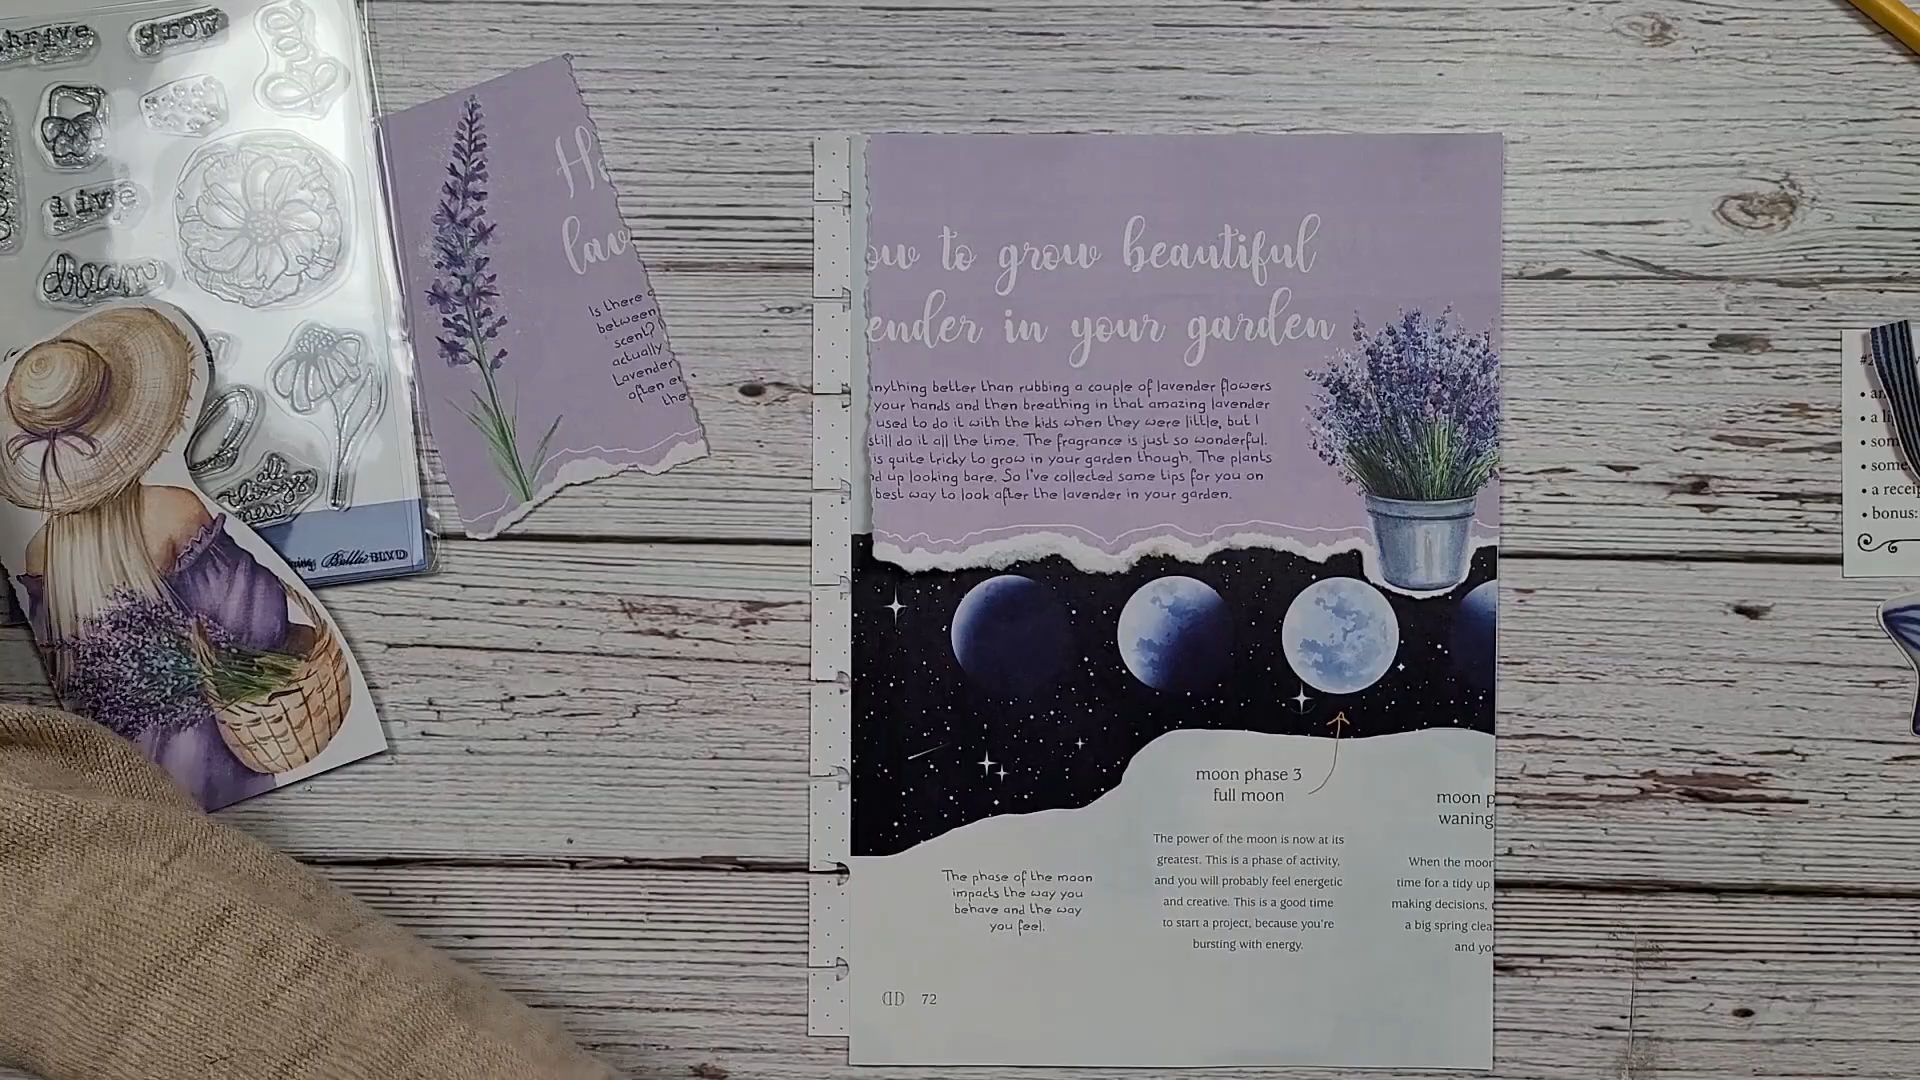 thrive
grow
live
dream
all
things
new
BLVD
H
lav
Is there
between
scent?
actually
Lavender
often e
the
ow to grow beautiful
ender in your garden
nything better than rubbing a couple of lavender flowers
your hands and then breathing in that amazing lavender
used to do it with the kids when they were little, but I
still do it all the time. The fragrance is just so wonderful.
is quite tricky to grow in your garden though. The plants
d up looking bare. So I've collected some tips for you on
best way to look after the lavender in your garden.
moon phase 3
full moon
The power of the moon is now at its
greatest. This is a phase of activity,
and you will probably feel energetic
and creative. This is a good time
to start a project, because you're
bursting with energy.
moon p
waning
When the moon
time for a tidy up
making decisions,
a big spring clea
and yo
The phase of the moon
impacts the way you
behave and the way
you feel.
72
• a li
• som
• some
• a receip
• bonus: